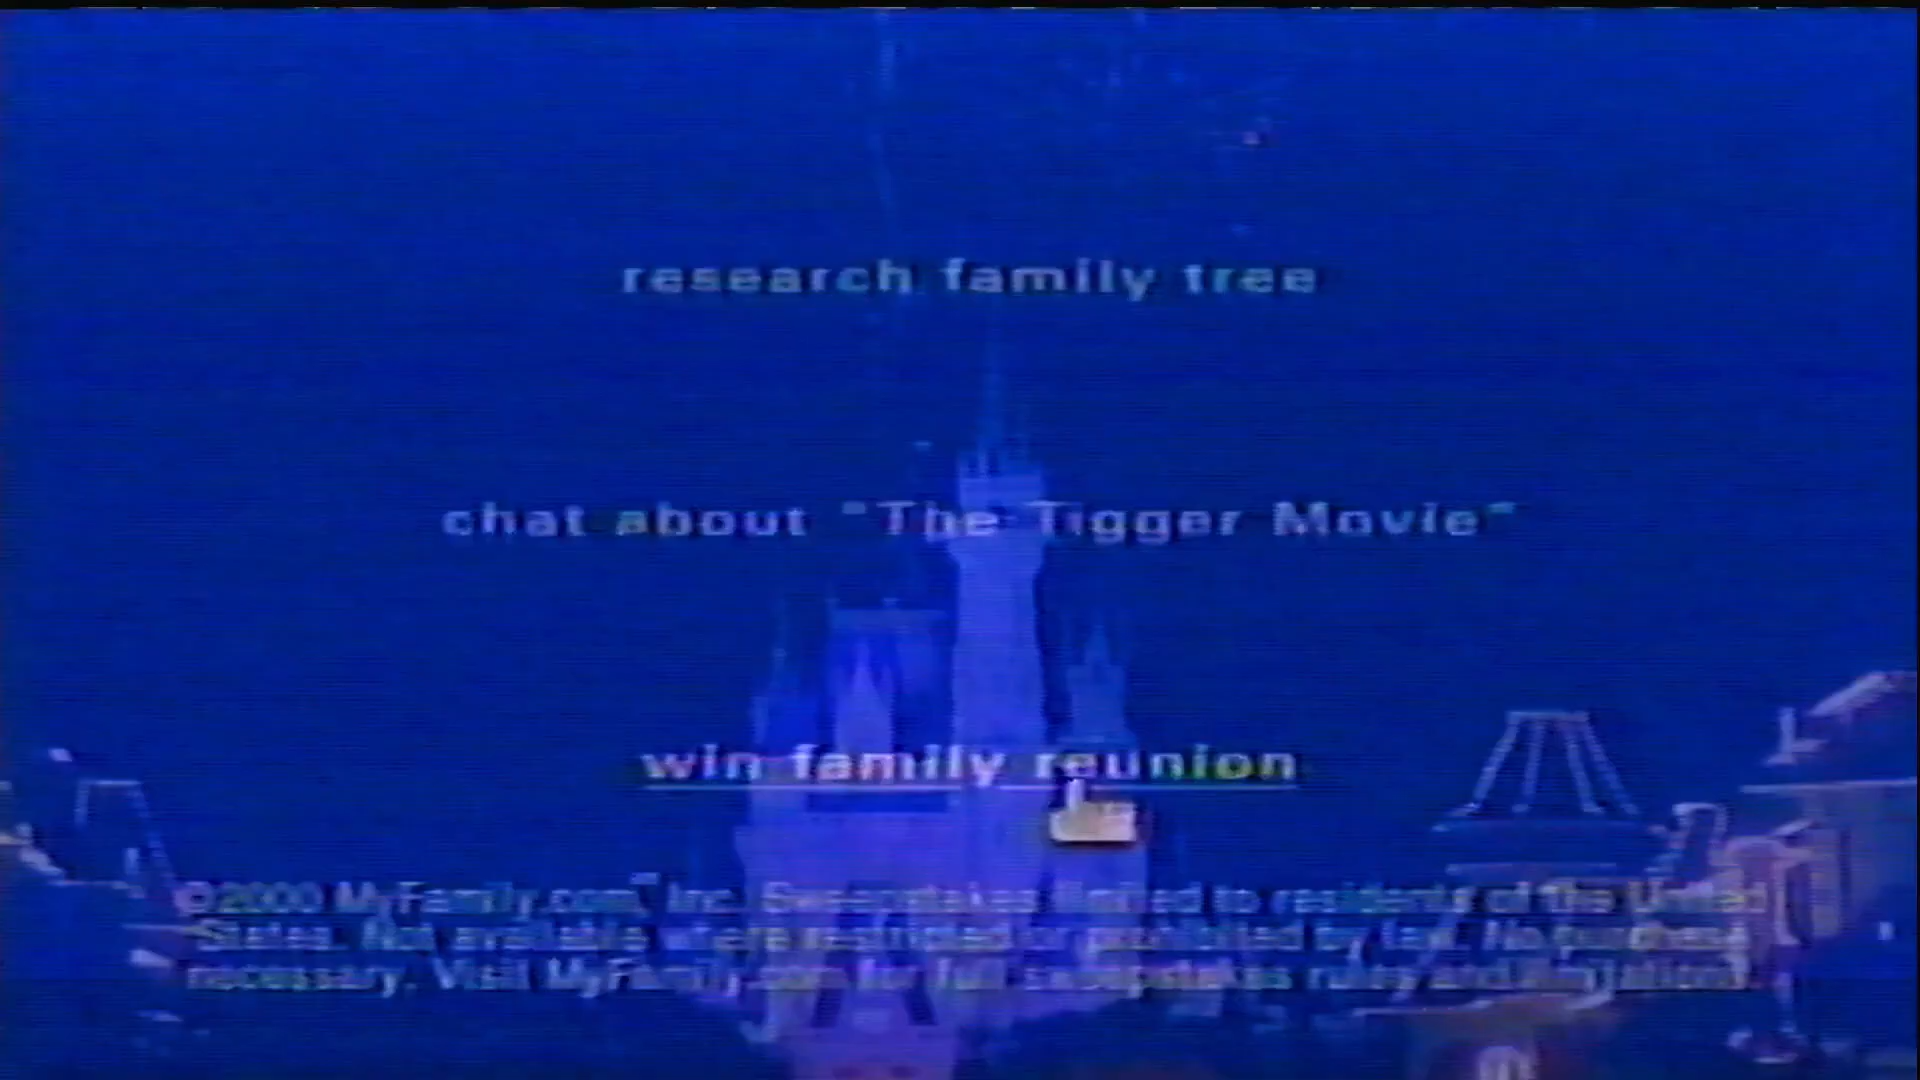 research family tree
chat about "The Tigger Movie"
win family reunion
©2000 MyFamily.com,℠ Inc. Sweepstakes limited to residents of the United
States. Not available where restricted or prohibited by law. No purchase
necessary. Visit MyFamily.com for full sweepstakes rules and limitations.